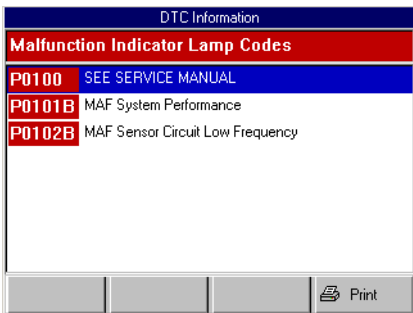 DTC Information
Malfunction Indicator Lamp Codes
P0100 SEE SERVICE MANUAL
P0101B MAF System Performance
P0102B MAF Sensor Circuit Low Frequency
Print